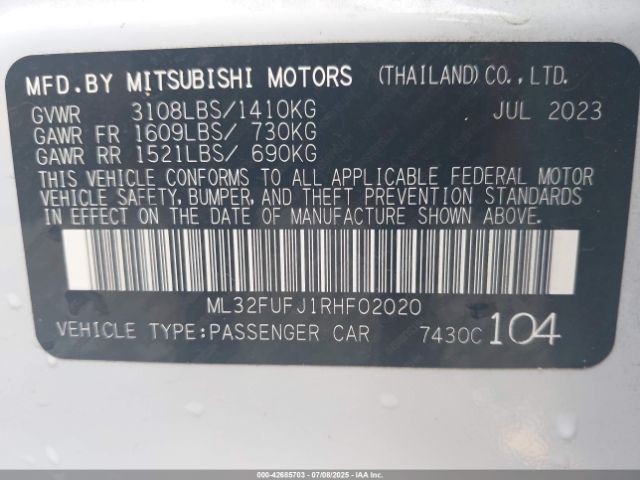 MFD. BY MITSUBISHI MOTORS (THAILAND) CO., LTD.
GVWR 3108LBS/1410KG JUL 2023
GAWR FR 1609LBS/ 730KG
GAWR RR 1521LBS/ 690KG
THIS VEHICLE CONFORMS TO ALL APPLICABLE FEDERAL MOTOR
VEHICLE SAFETY, BUMPER, AND THEFT PREVENTION STANDARDS
IN EFFECT ON THE DATE OF MANUFACTURE SHOWN ABOVE.
ML32FUFJ1RHF02020
VEHICLE TYPE:PASSENGER CAR 7430C 104
000-42685703 - 07/08/2025 - IAAI.COM